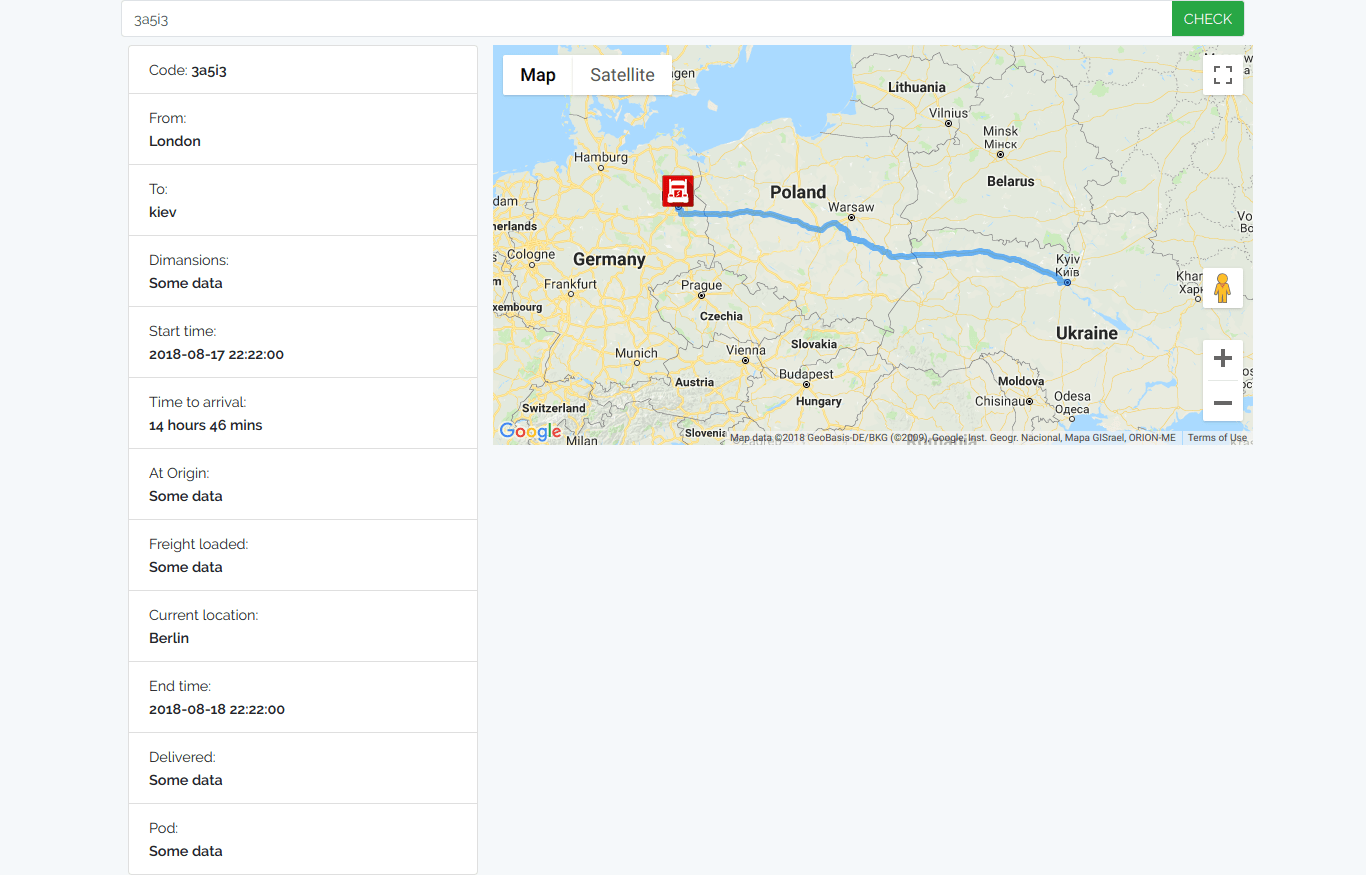 3a5i3
CHECK
Code: 3a5i3
From:
London
To:
kiev
Dimansions:
Some data
Start time:
2018-08-17 22:22:00
Time to arrival:
14 hours 46 mins
At Origin:
Some data
Freight loaded:
Some data
Current location:
Berlin
End time:
2018-08-18 22:22:00
Delivered:
Some data
Pod:
Some data
Map
Satellite
Lithuania
Vilnius
Minsk
Мінск
Hamburg
Belarus
Poland
Warsaw
dam
herlands
Cologne
Germany
Kyiv
Київ
Frankfurt
Prague
Khar
Харк
xembourg
Czechia
Ukraine
Slovakia
Munich
Vienna
Budapest
Austria
Moldova
Hungary
Chisinau
Odesa
Одеса
Switzerland
Google
Milan
Slovenia
Map data ©2018 GeoBasis-DE/BKG (©2009), Google, Inst. Geogr. Nacional, Mapa GISrael, ORION-ME
Terms of Use